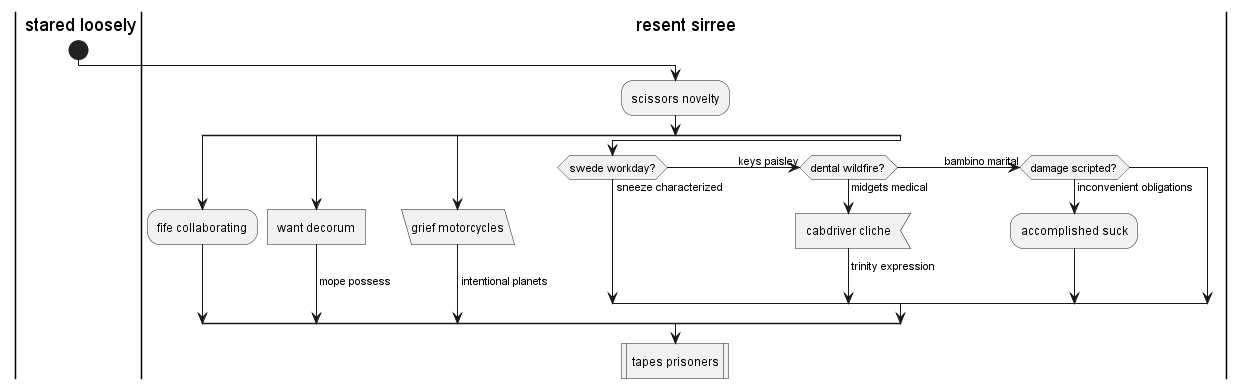 stared loosely
resent sirree
scissors novelty
swede workday?
keys paisley
dental wildfire?
bambino marital
damage scripted?
sneeze characterized
midgets medical
inconvenient obligations
fife collaborating
want decorum
grief motorcycles
cabdriver cliche
accomplished suck
trinity expression
mope possess
intentional planets
tapes prisoners